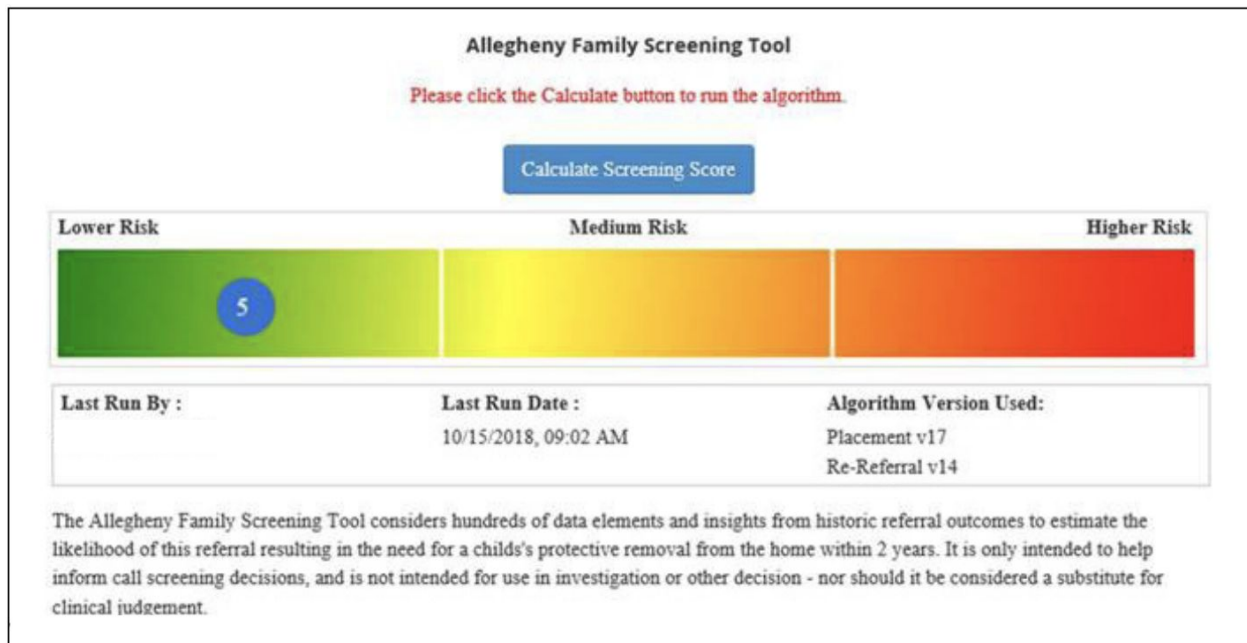 Allegheny Family Screening Tool
Please click the Calculate button to run the algorithm.
Calculate Screening Score
Lower Risk Medium Risk Higher Risk
5
Last Run By : Last Run Date : Algorithm Version Used:
10/15/2018, 09:02 AM Placement v17
Re-Referral v14
The Allegheny Family Screening Tool considers hundreds of data elements and insights from historic referral outcomes to estimate the
likelihood of this referral resulting in the need for a childs's protective removal from the home within 2 years. It is only intended to help
inform call screening decisions, and is not intended for use in investigation or other decision - nor should it be considered a substitute for
clinical judgement.